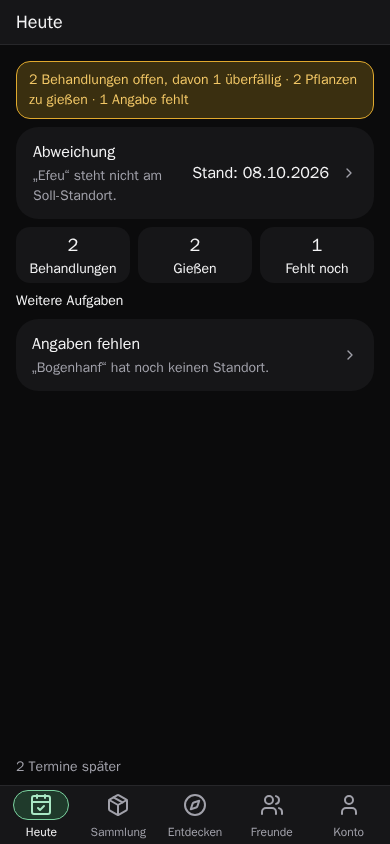 Heute
2 Behandlungen offen, davon 1 überfällig · 2 Pflanzen
zu gießen · 1 Angabe fehlt
Abweichung
„Efeu“ steht nicht am
Soll-Standort.
Stand: 08.10.2026
2
Behandlungen
2
Gießen
1
Fehlt noch
Weitere Aufgaben
Angaben fehlen
„Bogenhanf“ hat noch keinen Standort.
2 Termine später
Heute
Sammlung
Entdecken
Freunde
Konto